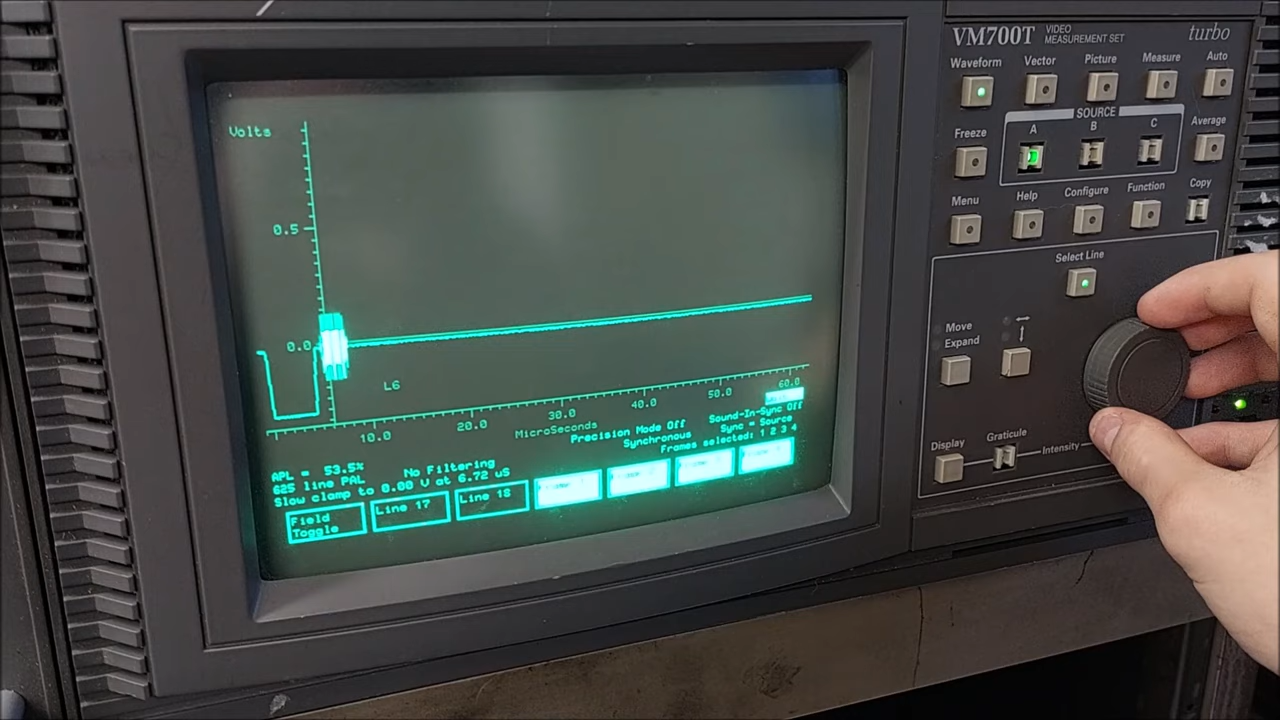 VM700T VIDEO MEASUREMENT SET turbo
Waveform Vector Picture Measure Auto
SOURCE
Freeze A B C Average
Menu Help Configure Function Copy
Select Line
Move
Expand
Display Graticule Intensity
Volts
0.5
0.0
L6
10.0 20.0 30.0 40.0 50.0 60.0
MicroSeconds
APL = 53.5%
625 line PAL No Filtering
Slow clamp to 0.00 V at 6.72 uS
Precision Mode Off Sound-In-Sync Off
Synchronous Sync = Source
Frames selected: 1 2 3 4
Field
Toggle
Line 17
Line 18